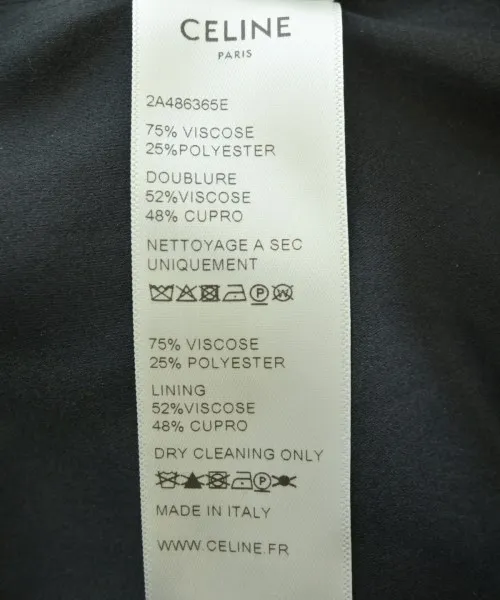 CELINE
PARIS
2A486365E
75% VISCOSE
25%POLYESTER
DOUBLURE
52%VISCOSE
48% CUPRO
NETTOYAGE A SEC
UNIQUEMENT
75% VISCOSE
25% POLYESTER
LINING
52%VISCOSE
48% CUPRO
DRY CLEANING ONLY
MADE IN ITALY
WWW.CELINE.FR